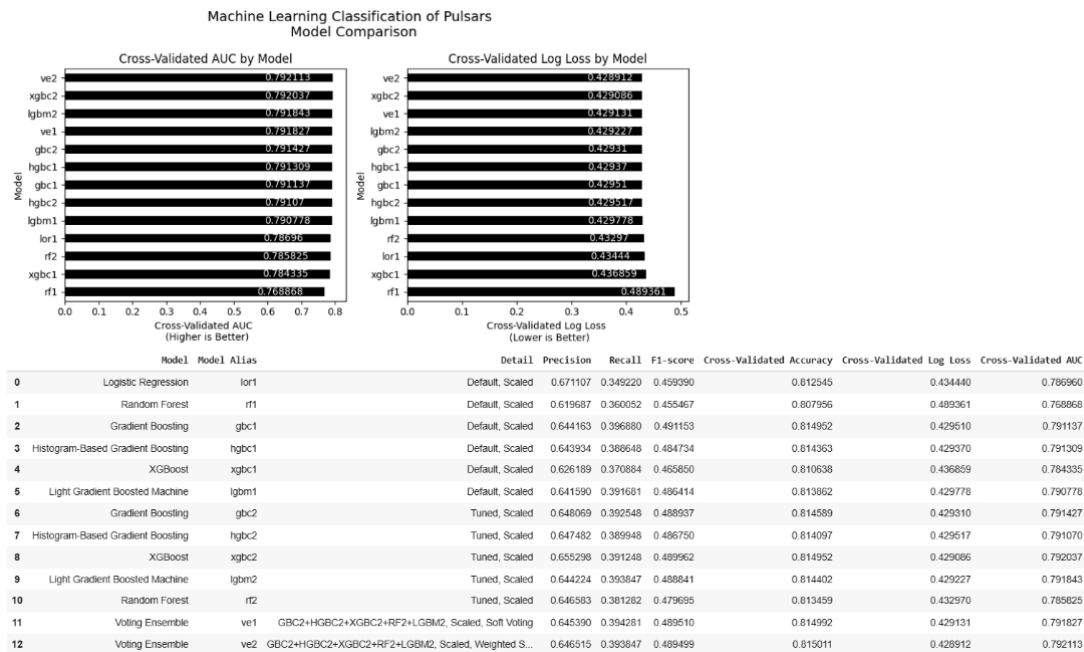 Machine Learning Classification of Pulsars
Model Comparison
Cross-Validated AUC by Model
Model
ve2 0.792113
xgbc2 0.792037
lgbm2 0.791843
ve1 0.791827
gbc2 0.791427
hgbc1 0.791309
gbc1 0.791137
hgbc2 0.79107
lgbm1 0.790778
lor1 0.78696
rf2 0.785825
xgbc1 0.784335
rf1 0.768868
0.0 0.1 0.2 0.3 0.4 0.5 0.6 0.7 0.8
Cross-Validated AUC
(Higher is Better)
Cross-Validated Log Loss by Model
Model
ve2 0.428912
xgbc2 0.429086
ve1 0.429131
lgbm2 0.429227
gbc2 0.42931
hgbc1 0.42937
gbc1 0.42951
hgbc2 0.429517
lgbm1 0.429778
rf2 0.43297
lor1 0.43444
xgbc1 0.436859
rf1 0.489361
0.0 0.1 0.2 0.3 0.4 0.5
Cross-Validated Log Loss
(Lower is Better)
Model Model Alias Detail Precision Recall F1-score Cross-Validated Accuracy Cross-Validated Log Loss Cross-Validated AUC
0 Logistic Regression lor1 Default, Scaled 0.671107 0.349220 0.459390 0.812545 0.434440 0.786960
1 Random Forest rf1 Default, Scaled 0.619687 0.360052 0.455467 0.807956 0.489361 0.768868
2 Gradient Boosting gbc1 Default, Scaled 0.644163 0.396880 0.491153 0.814952 0.429510 0.791137
3 Histogram-Based Gradient Boosting hgbc1 Default, Scaled 0.643934 0.388648 0.484734 0.814363 0.429370 0.791309
4 XGBoost xgbc1 Default, Scaled 0.626189 0.370884 0.465850 0.810638 0.436859 0.784335
5 Light Gradient Boosted Machine lgbm1 Default, Scaled 0.641590 0.391681 0.486414 0.813862 0.429778 0.790778
6 Gradient Boosting gbc2 Tuned, Scaled 0.648069 0.392548 0.488937 0.814589 0.429310 0.791427
7 Histogram-Based Gradient Boosting hgbc2 Tuned, Scaled 0.647482 0.389948 0.486750 0.814097 0.429517 0.791070
8 XGBoost xgbc2 Tuned, Scaled 0.655298 0.391248 0.489962 0.814952 0.429086 0.792037
9 Light Gradient Boosted Machine lgbm2 Tuned, Scaled 0.644224 0.393847 0.488841 0.814402 0.429227 0.791843
10 Random Forest rf2 Tuned, Scaled 0.646583 0.381282 0.479695 0.813459 0.432970 0.785825
11 Voting Ensemble ve1 GBC2+HGBC2+XGBC2+RF2+LGBM2, Scaled, Soft Voting 0.645390 0.394281 0.489510 0.814992 0.429131 0.791827
12 Voting Ensemble ve2 GBC2+HGBC2+XGBC2+RF2+LGBM2, Scaled, Weighted S... 0.646515 0.393847 0.489499 0.815011 0.428912 0.792113